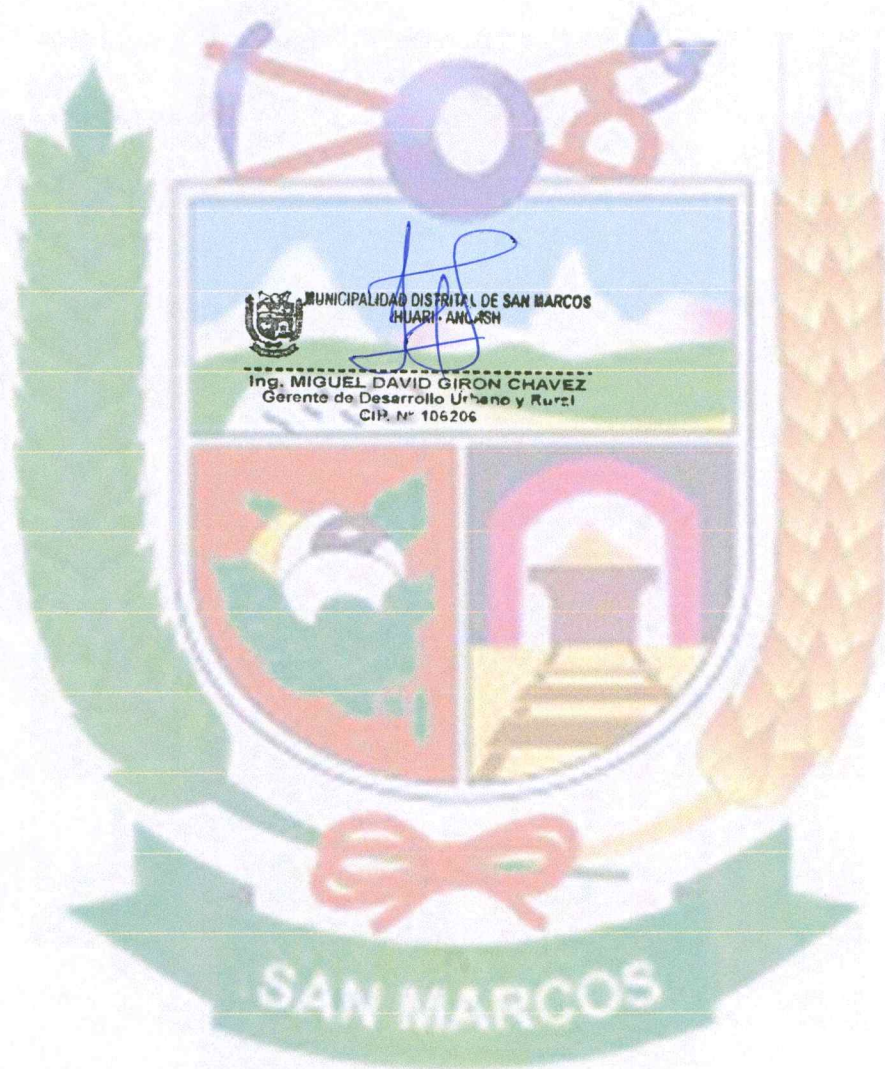 MUNICIPALIDAD DISTRITAL DE SAN MARCOS
HUARI - ANCASH
Ing. MIGUEL DAVID GIRON CHAVEZ
Gerente de Desarrollo Urbano y Rural
CIP. N° 106206
SAN MARCOS